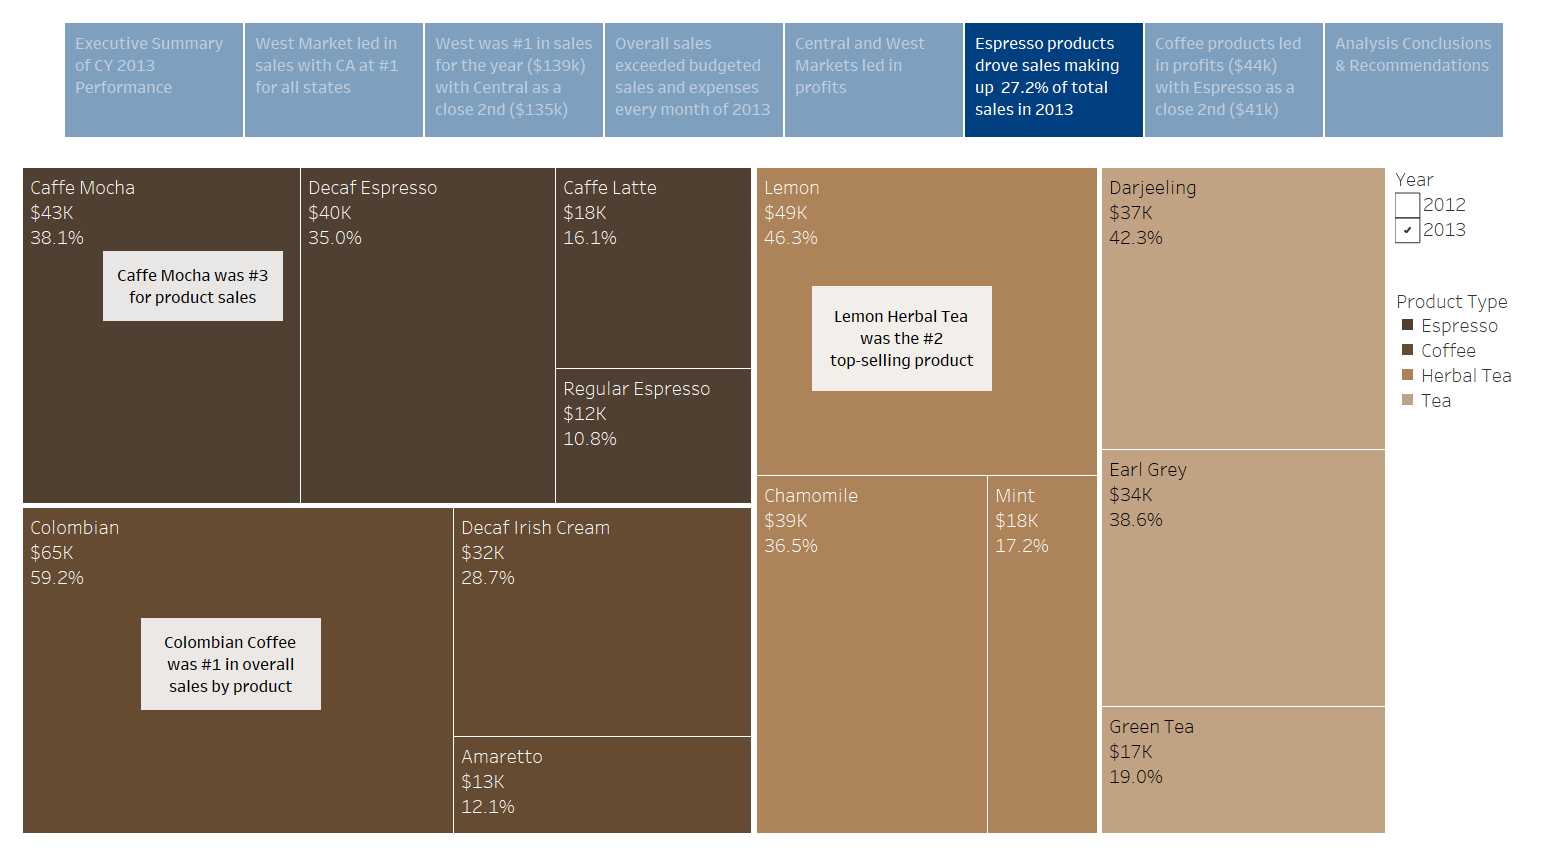 Executive Summary
of CY 2013
Performance
West Market led in
sales with CA at #1
for all states
West was #1 in sales
for the year ($139k)
with Central as a
close 2nd ($135k)
Overall sales
exceeded budgeted
sales and expenses
every month of 2013
Central and West
Markets led in
profits
Espresso products
drove sales making
up  27.2% of total
sales in 2013
Coffee products led
in profits ($44k)
with Espresso as a
close 2nd ($41k)
Analysis Conclusions
& Recommendations
Caffe Mocha
$43K
38.1%
Caffe Mocha was #3
for product sales
Decaf Espresso
$40K
35.0%
Caffe Latte
$18K
16.1%
Regular Espresso
$12K
10.8%
Colombian
$65K
59.2%
Colombian Coffee
was #1 in overall
sales by product
Decaf Irish Cream
$32K
28.7%
Amaretto
$13K
12.1%
Lemon
$49K
46.3%
Lemon Herbal Tea
was the #2
top-selling product
Chamomile
$39K
36.5%
Mint
$18K
17.2%
Darjeeling
$37K
42.3%
Earl Grey
$34K
38.6%
Green Tea
$17K
19.0%
Year
2012
2013
Product Type
Espresso
Coffee
Herbal Tea
Tea